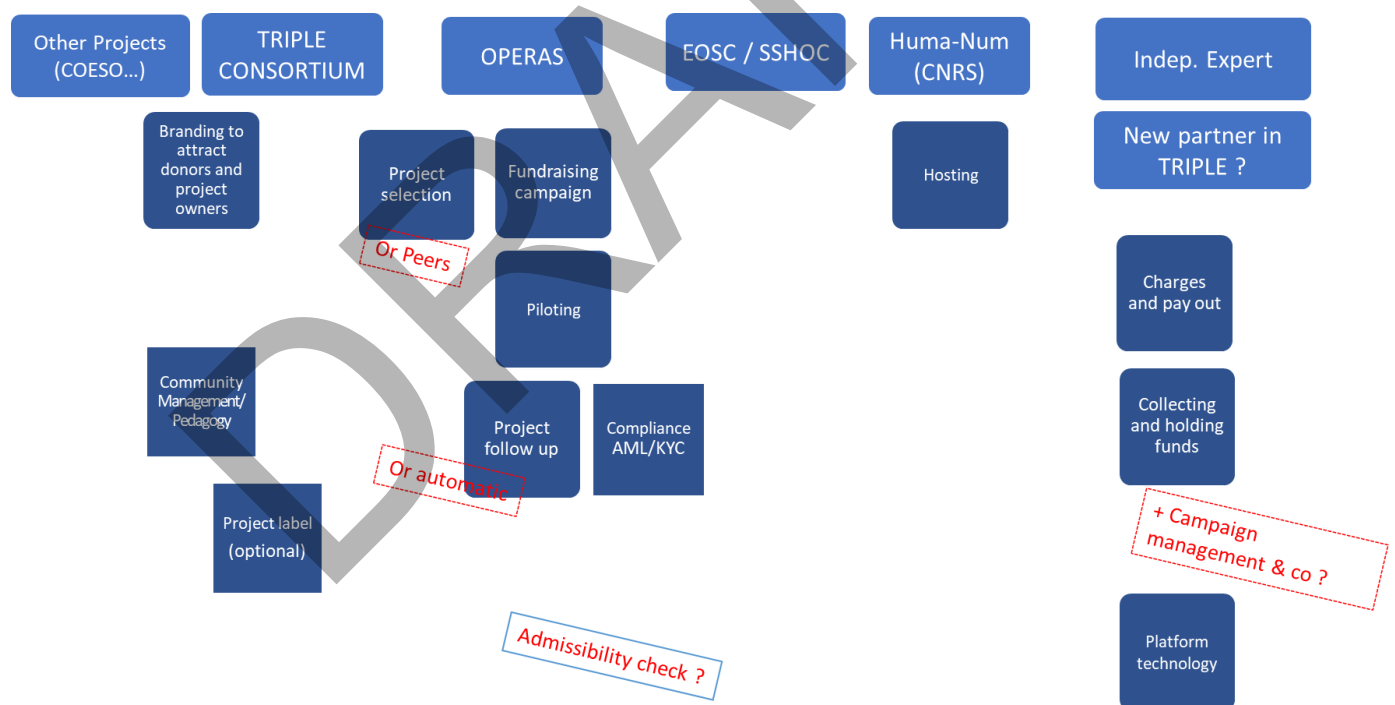 Other Projects
(COESO...)
TRIPLE
CONSORTIUM
OPERAS
EOSC / SSHOC
Huma-Num
(CNRS)
Indep. Expert
New partner in
TRIPLE ?
Branding to
attract
donors and
project
owners
Project
selection
Or Peers
Fundraising
campaign
Hosting
Piloting
Charges
and pay out
Community
Management/
Pedagogy
Project
follow up
Or automatic
Compliance
AML/KYC
Collecting
and holding
funds
Project label
(optional)
+ Campaign
management & co ?
Admissibility check ?
Platform
technology
DRA